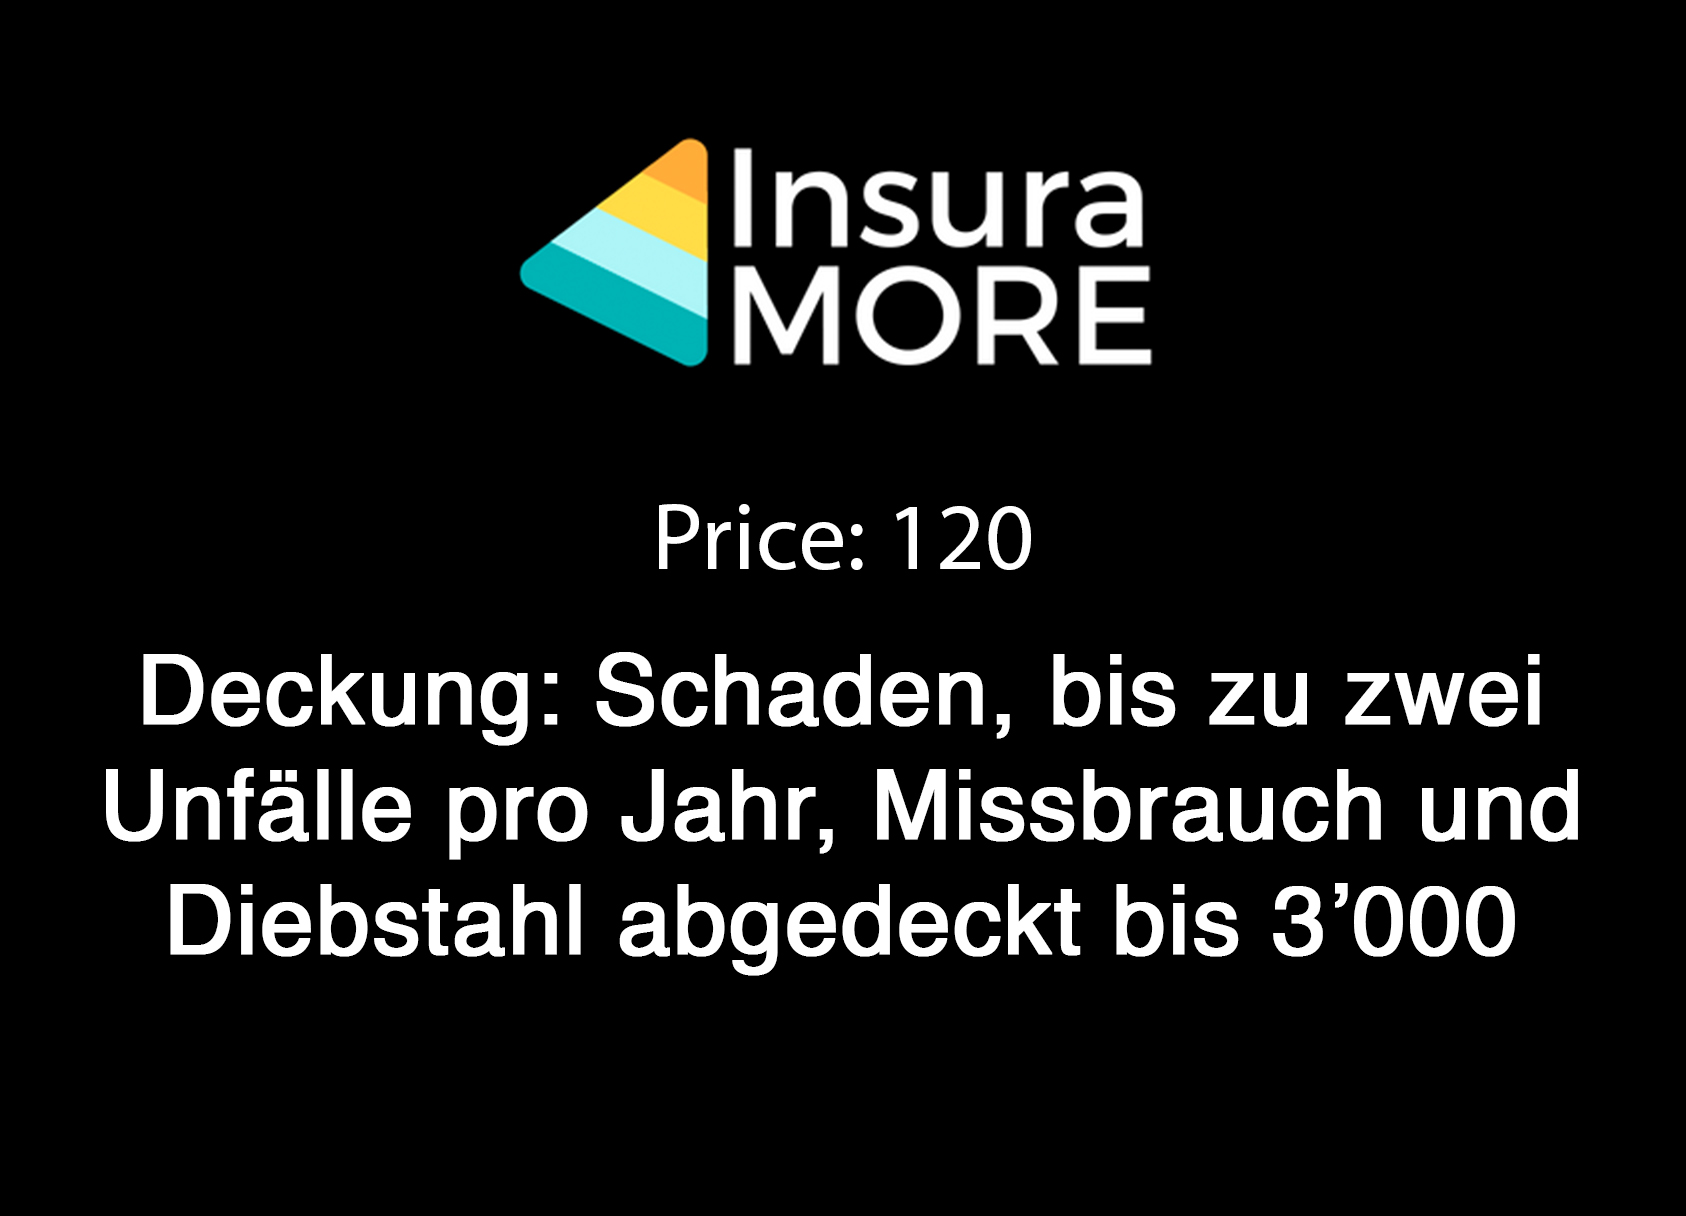 Insura
MORE
Price: 120
Deckung: Schaden, bis zu zwei
Unfälle pro Jahr, Missbrauch und
Diebstahl abgedeckt bis 3’000